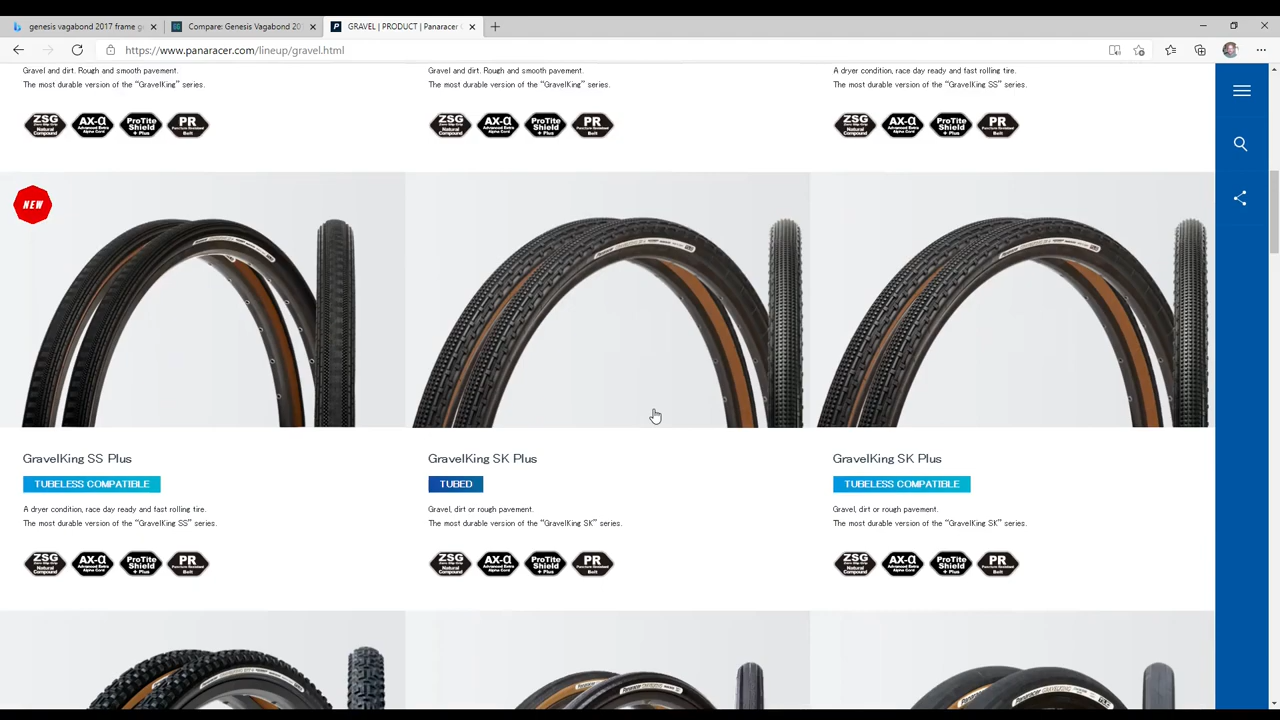 genesis vagabond 2017 frame g
Compare: Genesis Vagabond 20
GRAVEL | PRODUCT | Panaracer
https://www.panaracer.com/lineup/gravel.html
Gravel and dirt. Rough and smooth pavement.
The most durable version of the “GravelKing” series.
Gravel and dirt. Rough and smooth pavement.
The most durable version of the “GravelKing” series.
A dryer condition, race day ready and fast rolling tire.
The most durable version of the “GravelKing SS” series.
ZSG Natural Compound AX-α Advanced Extra Alpha Cord ProTite Shield + Plus PR Puncture Resistant Belt
ZSG Natural Compound AX-α Advanced Extra Alpha Cord ProTite Shield + Plus PR Puncture Resistant Belt
ZSG Natural Compound AX-α Advanced Extra Alpha Cord ProTite Shield + Plus PR Puncture Resistant Belt
NEW
GravelKing SS Plus
TUBELESS COMPATIBLE
A dryer condition, race day ready and fast rolling tire.
The most durable version of the “GravelKing SS” series.
ZSG Natural Compound AX-α Advanced Extra Alpha Cord ProTite Shield + Plus PR Puncture Resistant Belt
GravelKing SK Plus
TUBED
Gravel, dirt or rough pavement.
The most durable version of the “GravelKing SK” series.
ZSG Natural Compound AX-α Advanced Extra Alpha Cord ProTite Shield + Plus PR Puncture Resistant Belt
GravelKing SK Plus
TUBELESS COMPATIBLE
Gravel, dirt or rough pavement.
The most durable version of the “GravelKing SK” series.
ZSG Natural Compound AX-α Advanced Extra Alpha Cord ProTite Shield + Plus PR Puncture Resistant Belt